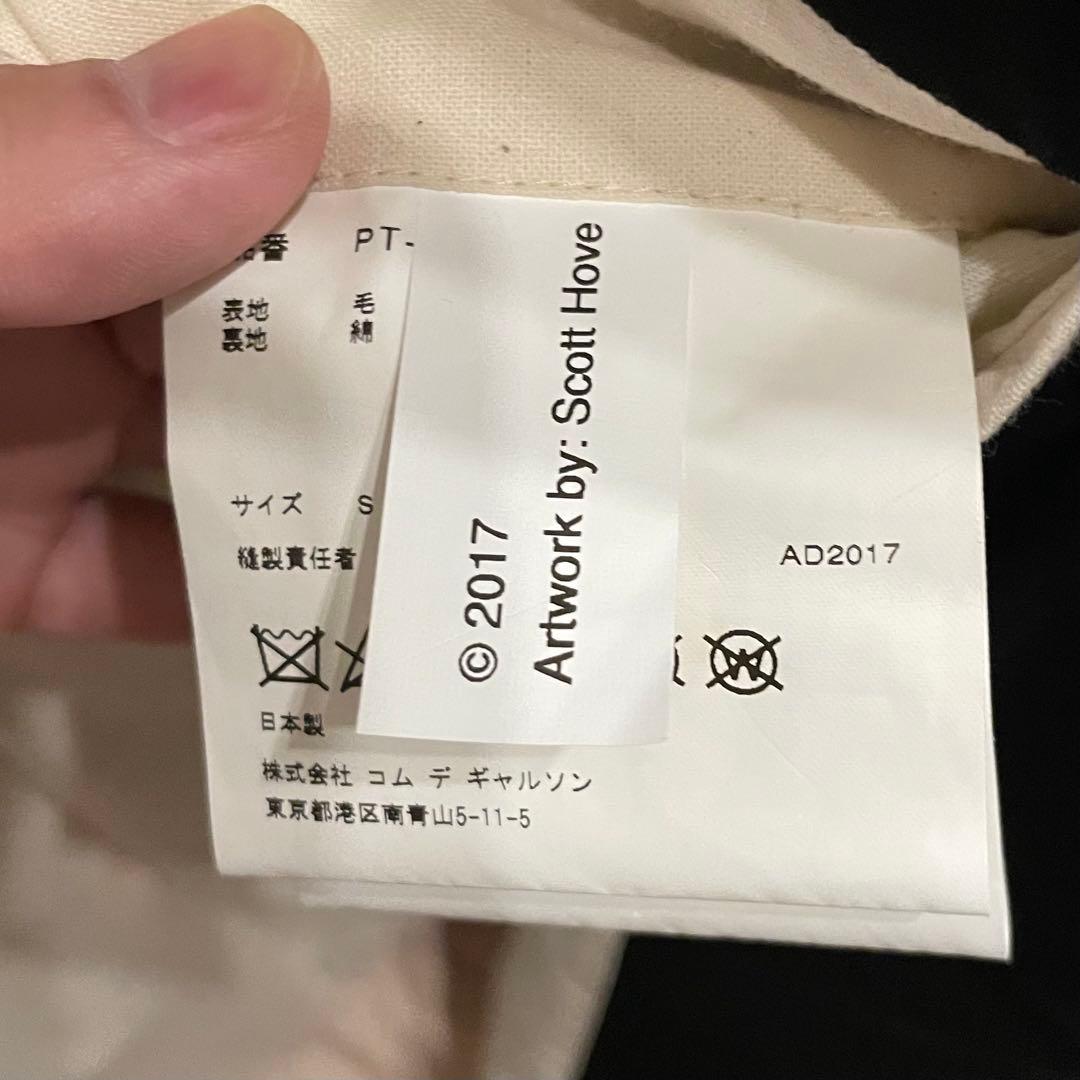 品番 PT-
表地 毛
裏地 綿
サイズ S
縫製責任者
AD2017
日本製
株式会社 コム デ ギャルソン
東京都港区南青山5-11-5
© 2017
Artwork by: Scott Hove